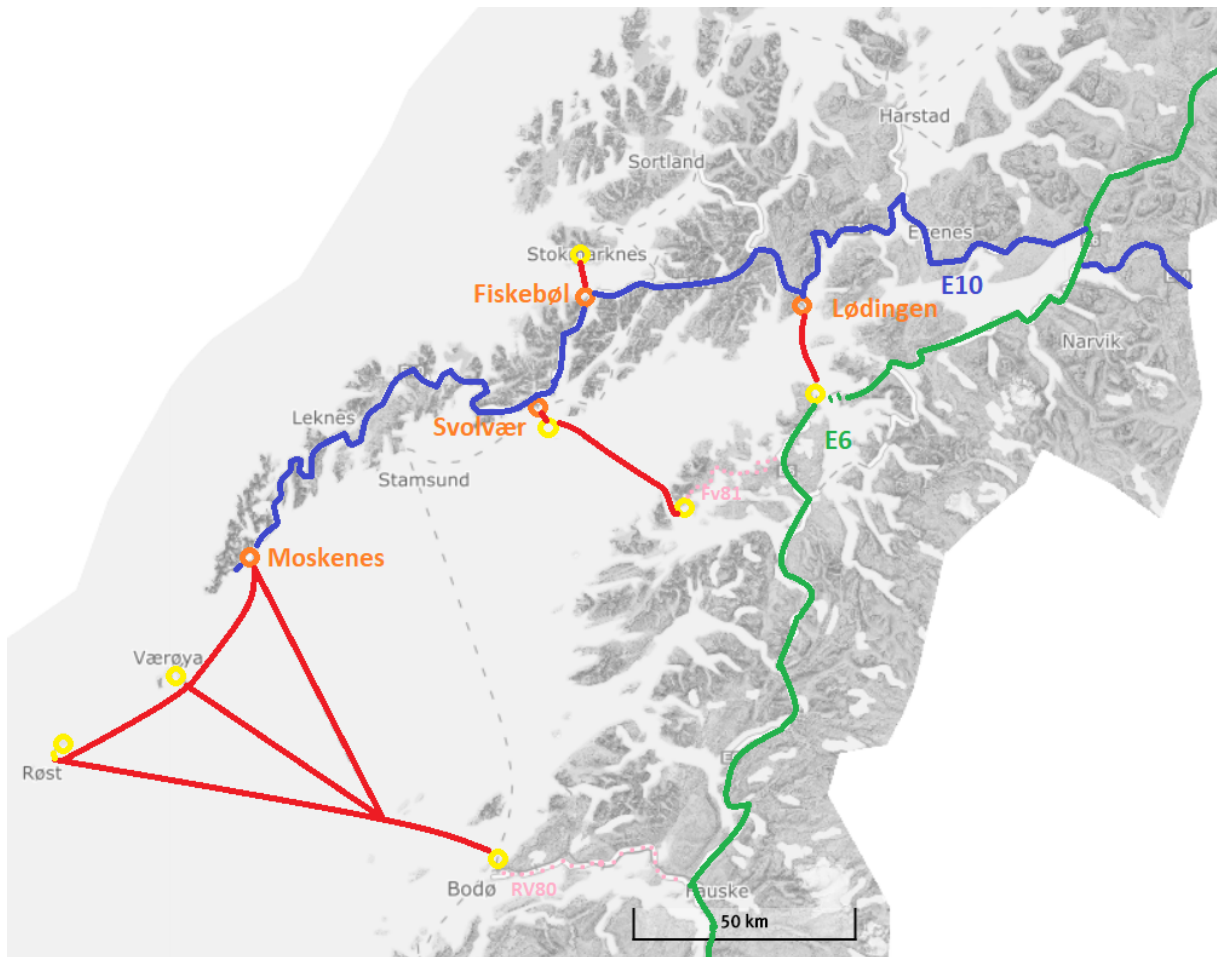 Harstad
Sortland
Evenes
Stokmarknes
E10
Fiskebøl
Lødingen
Narvik
Leknes
Svolvær
E6
Stamsund
Fv81
Moskenes
Værøya
Røst
Bodø
RV80
Fauske
50 km